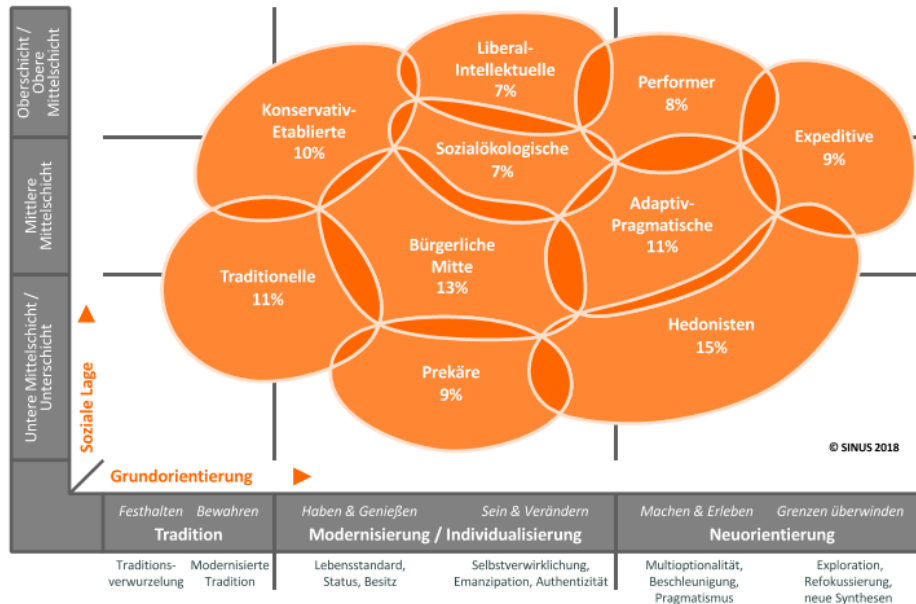 Oberschicht /
Obere
Mittelschicht
Mittlere
Mittelschicht
Untere Mittelschicht /
Unterschicht
Soziale Lage
Liberal-
Intellektuelle
7%
Performer
8%
Konservativ-
Etablierte
10%
Expeditive
9%
Sozialökologische
7%
Adaptiv-
Pragmatische
11%
Bürgerliche
Mitte
13%
Traditionelle
11%
Hedonisten
15%
Prekäre
9%
© SINUS 2018
Grundorientierung
Festhalten Bewahren
Tradition
Haben & Genießen Sein & Verändern
Modernisierung / Individualisierung
Machen & Erleben Grenzen überwinden
Neuorientierung
Traditions-
verwurzelung
Modernisierte
Tradition
Lebensstandard,
Status, Besitz
Selbstverwirklichung,
Emanzipation, Authentizität
Multioptionalität,
Beschleunigung,
Pragmatismus
Exploration,
Refokussierung,
neue Synthesen